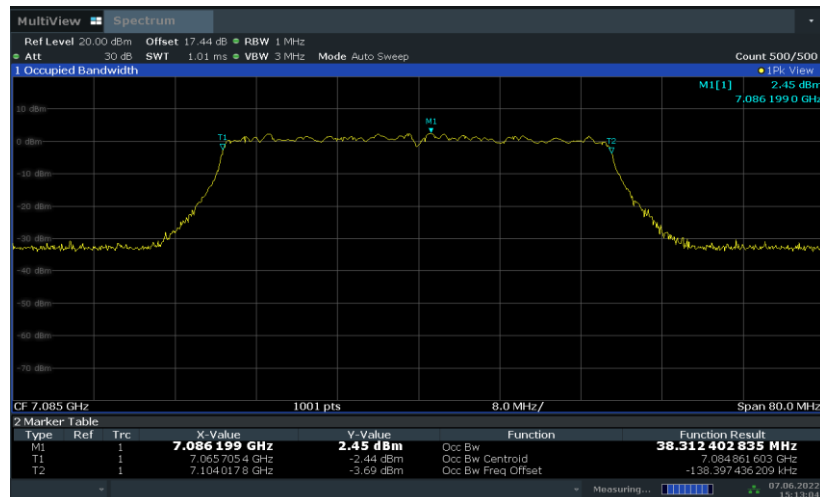 MultiView Spectrum
Ref Level 20.00 dBm Offset 17.44 dB RBW 1 MHz
Att 30 dB SWT 1.01 ms VBW 3 MHz Mode Auto Sweep Count 500/500
1 Occupied Bandwidth 1Pk View
M1[1] 2.45 dBm
7.086 199 0 GHz
10 dBm
M1
0 dBm T1 T2
-10 dBm
-20 dBm
-30 dBm
-40 dBm
-50 dBm
-60 dBm
-70 dBm
CF 7.085 GHz 1001 pts 8.0 MHz/ Span 80.0 MHz
2 Marker Table
Type Ref Trc X-Value Y-Value Function Function Result
M1 1 7.086 199 GHz 2.45 dBm Occ Bw 38.312 402 835 MHz
T1 1 7.065 705 4 GHz -2.44 dBm Occ Bw Centroid 7.084 861 603 GHz
T2 1 7.104 017 8 GHz -3.69 dBm Occ Bw Freq Offset -138.397 436 209 kHz
Measuring... 07.06.2022
15:13:04